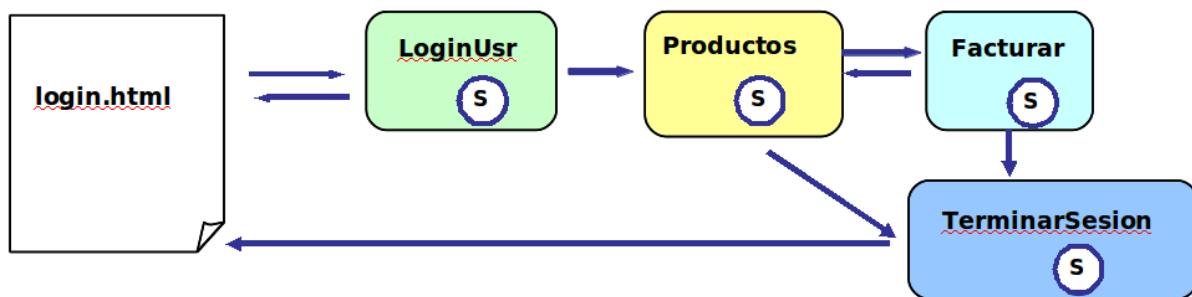 login.html
LoginUsr
S
Productos
S
Facturar
S
TerminarSesion
S